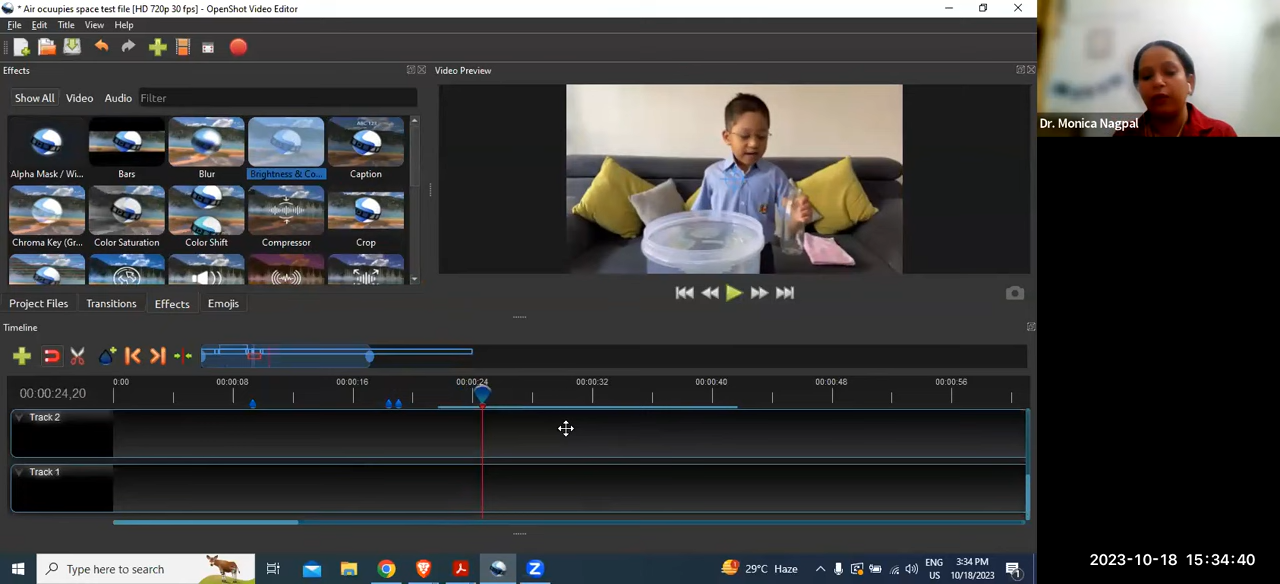 * Air ocuupies space test file [HD 720p 30 fps] - OpenShot Video Editor
File Edit Title View Help
Effects
Video Preview
Show All Video Audio Filter
Alpha Mask / Wi... Bars Blur Brightness & Co... Caption
Chroma Key (Gr... Color Saturation Color Shift Compressor Crop
Project Files Transitions Effects Emojis
Timeline
00:00:24,20
0.00 00:00:08 00:00:16 00:00:24 00:00:32 00:00:40 00:00:48 00:00:56
Track 2
Track 1
Type here to search
29°C Haze
ENG
US
3:34 PM
10/18/2023
1
Dr. Monica Nagpal
2023-10-18 15:34:40